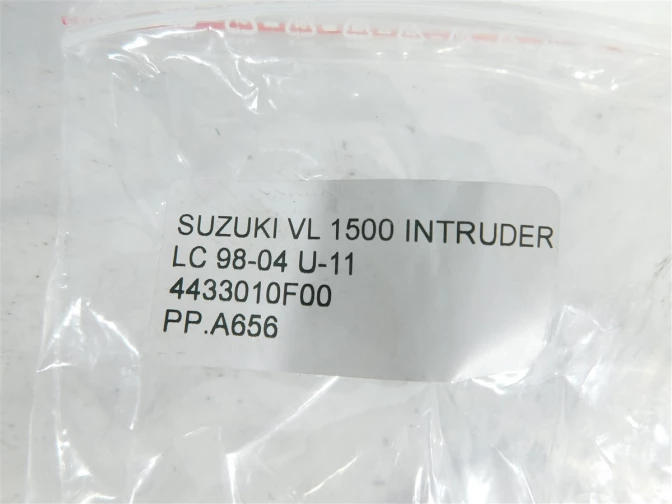 SUZUKI VL 1500 INTRUDER
LC 98-04 U-11
4433010F00
PP.A656